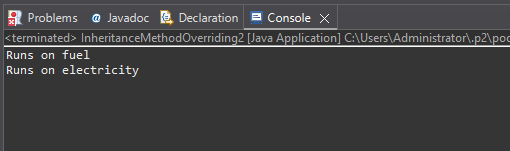 Problems @ Javadoc Declaration Console ×
<terminated> InheritanceMethodOverriding2 [Java Application] C:\Users\Administrator\.p2\poo
Runs on fuel
Runs on electricity